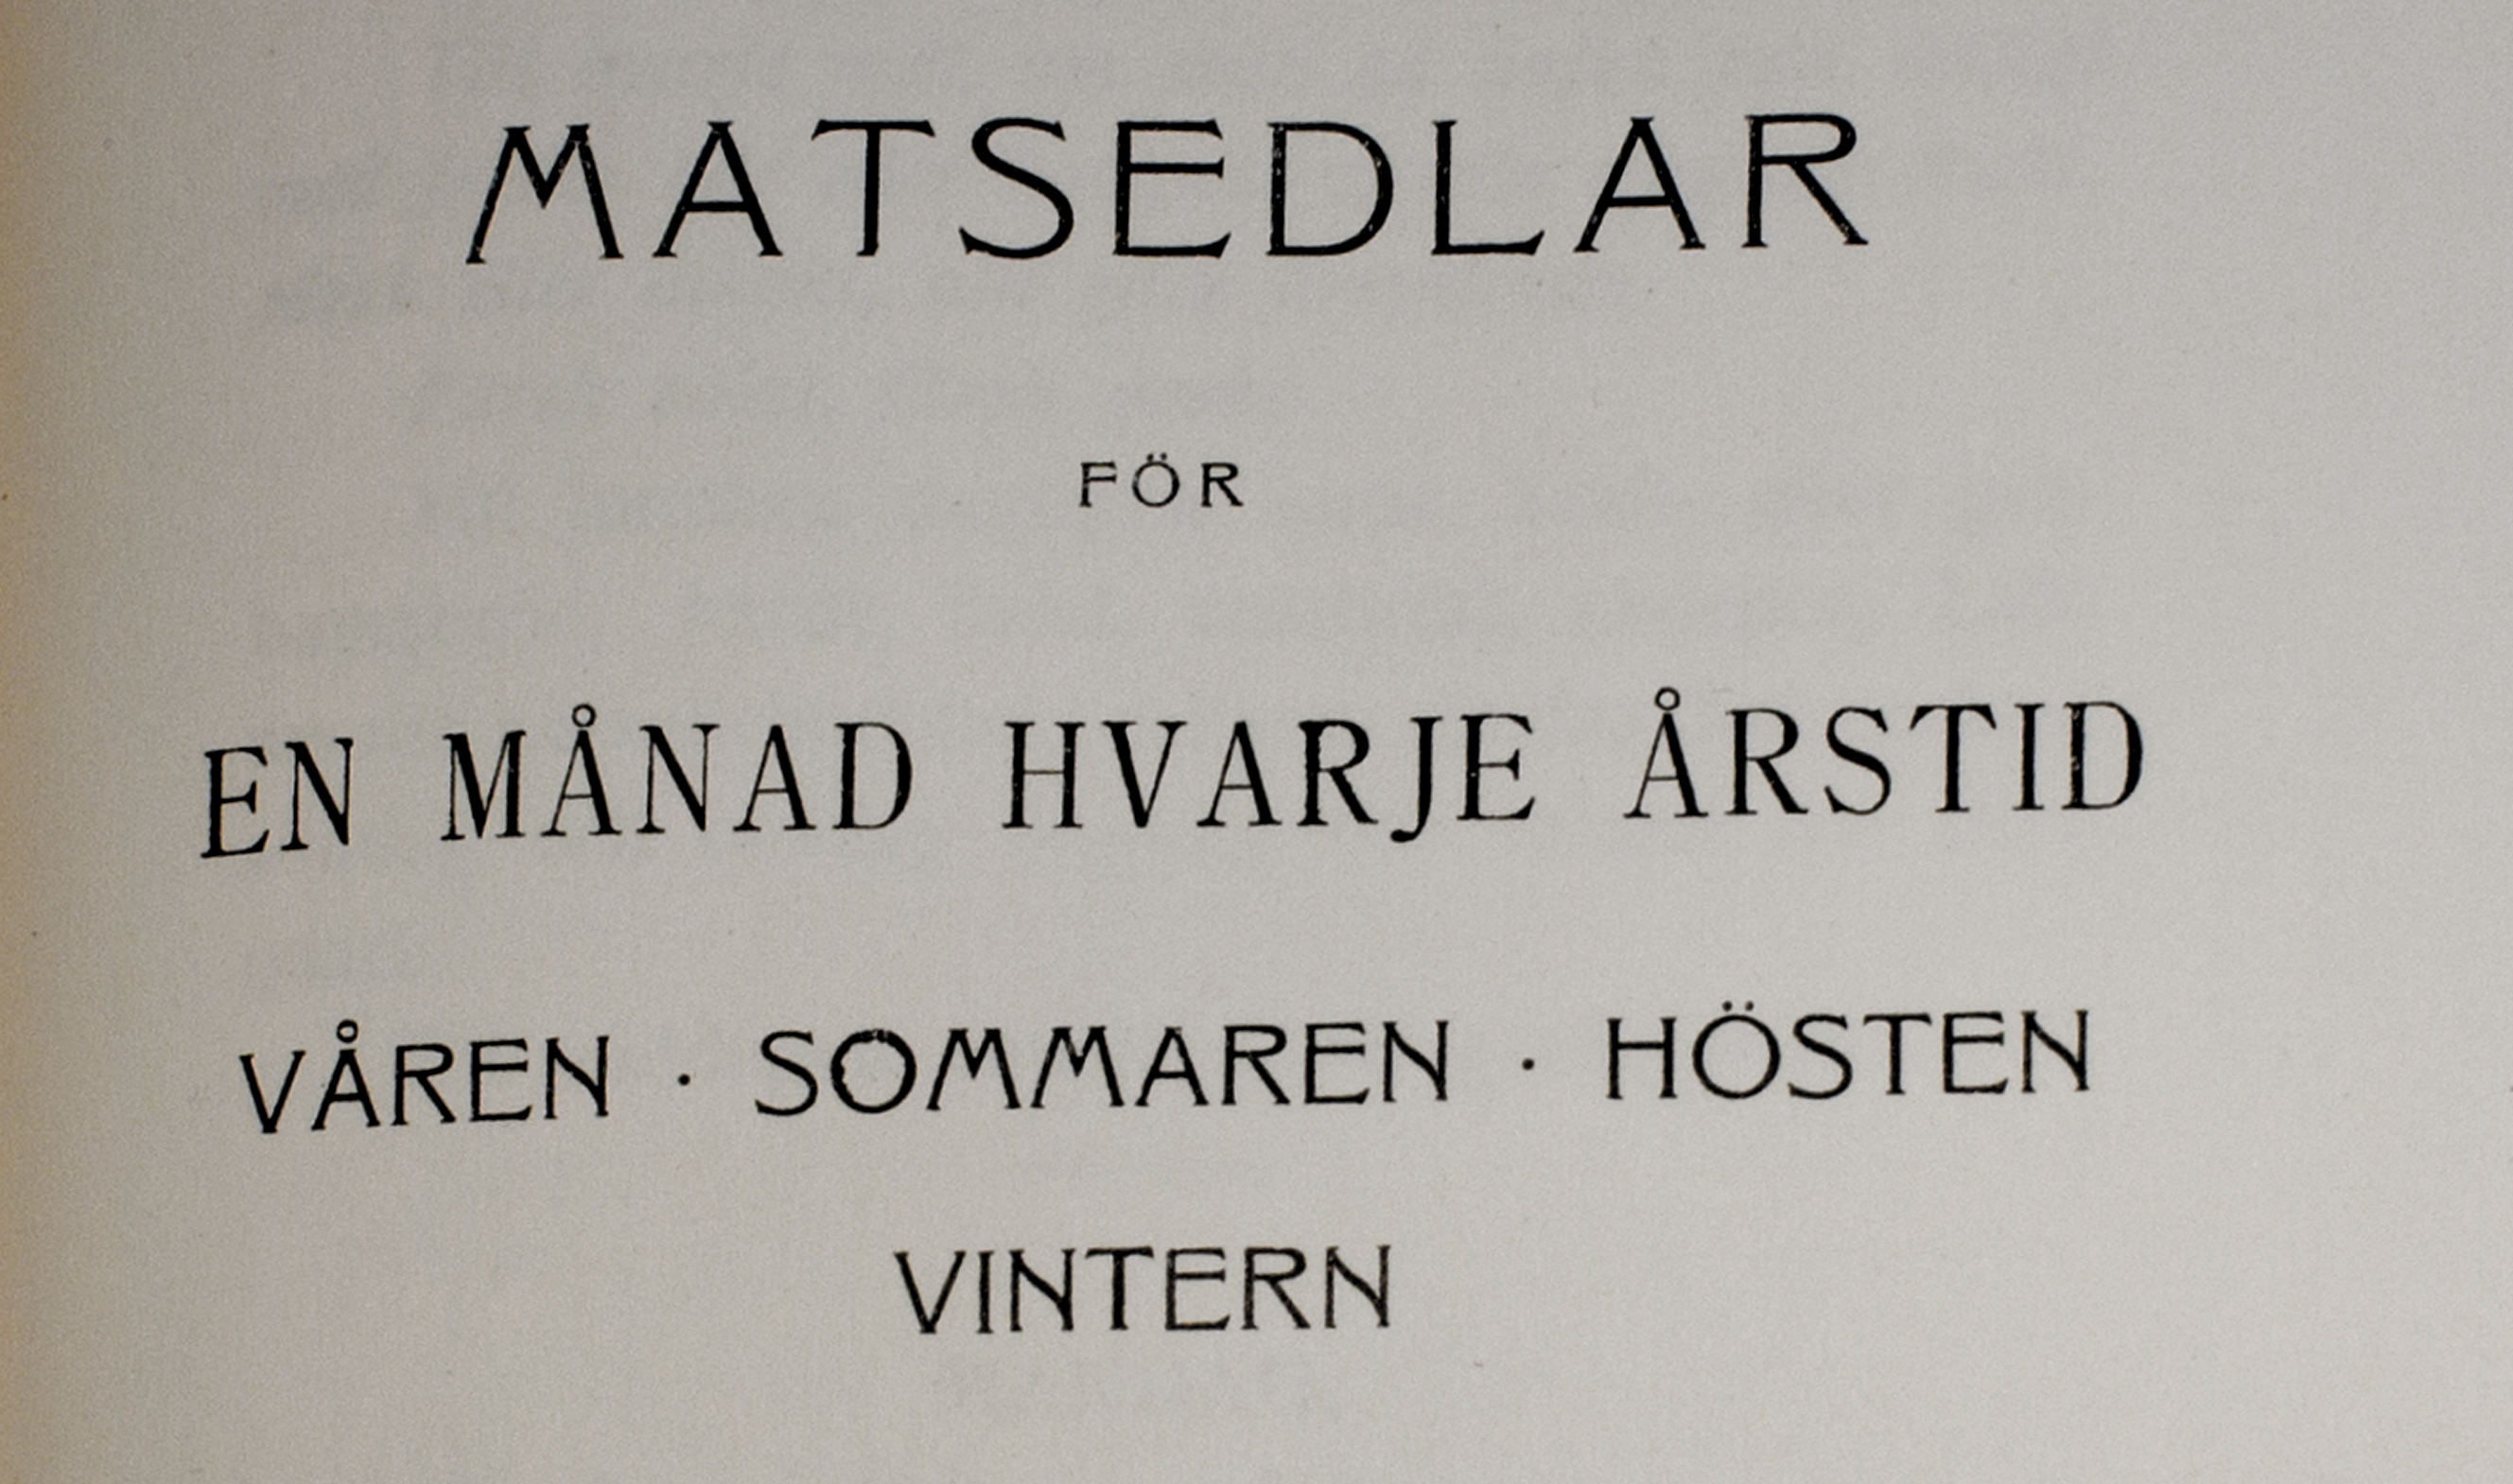 MATSEDLAR
FÖR
EN MÅNAD HVARJE ÅRSTID
VÅREN · SOMMAREN · HÖSTEN
VINTERN